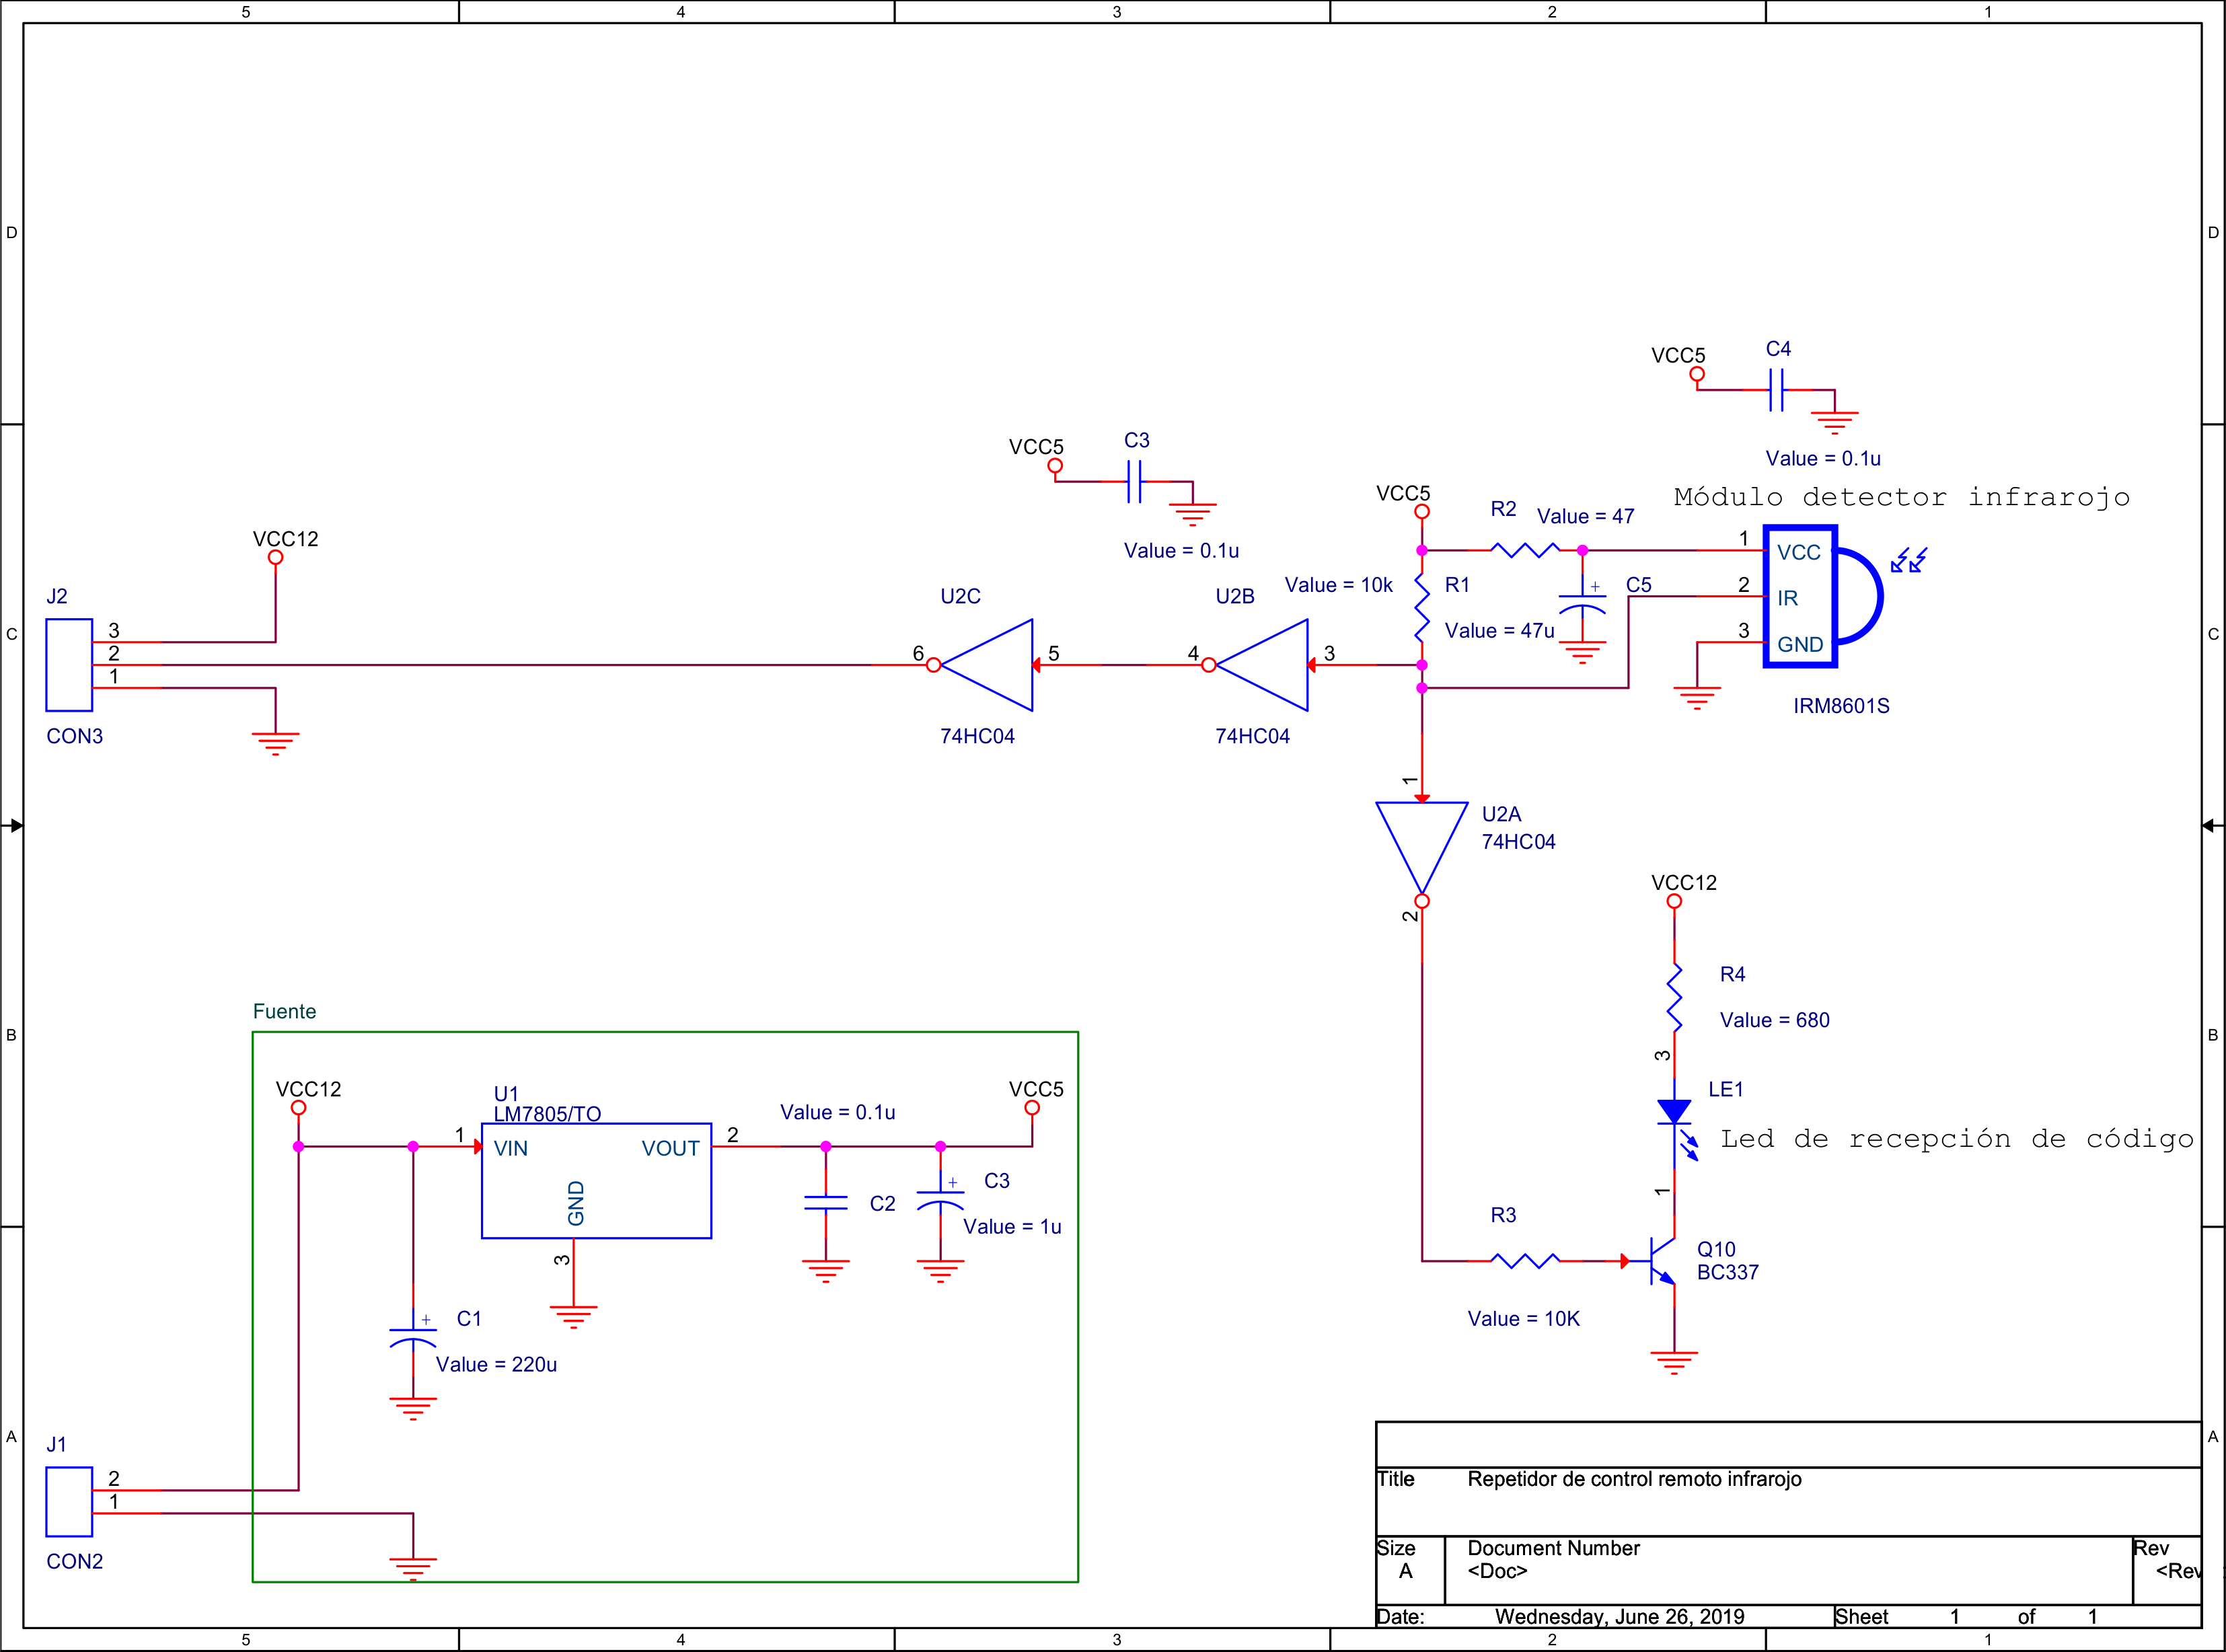 5 4 3 2 1
D D
VCC5
C4
Value = 0.1u
VCC5
C3
Value = 0.1u
Módulo detector infrarojo
VCC5
R2
Value = 47
1
VCC
2
IR
3
GND
IRM8601S
VCC12
J2
3
2
1
CON3
C C
U2C
6
5
74HC04
U2B
4
3
74HC04
Value = 10k
R1
C5
Value = 47u
1
U2A
74HC04
2
VCC12
R4
Value = 680
3
LE1
Led de recepción de código
1
R3
Value = 10K
Q10
BC337
B B
Fuente
VCC12
U1
LM7805/TO
1
VIN
VOUT
2
GND
3
Value = 0.1u
VCC5
C2
C3
Value = 1u
C1
Value = 220u
A A
J1
2
1
CON2
Title
Repetidor de control remoto infrarojo
Size
A
Document Number
<Doc>
Rev
<Rev
Date:
Wednesday, June 26, 2019
Sheet 1 of 1
5 4 3 2 1